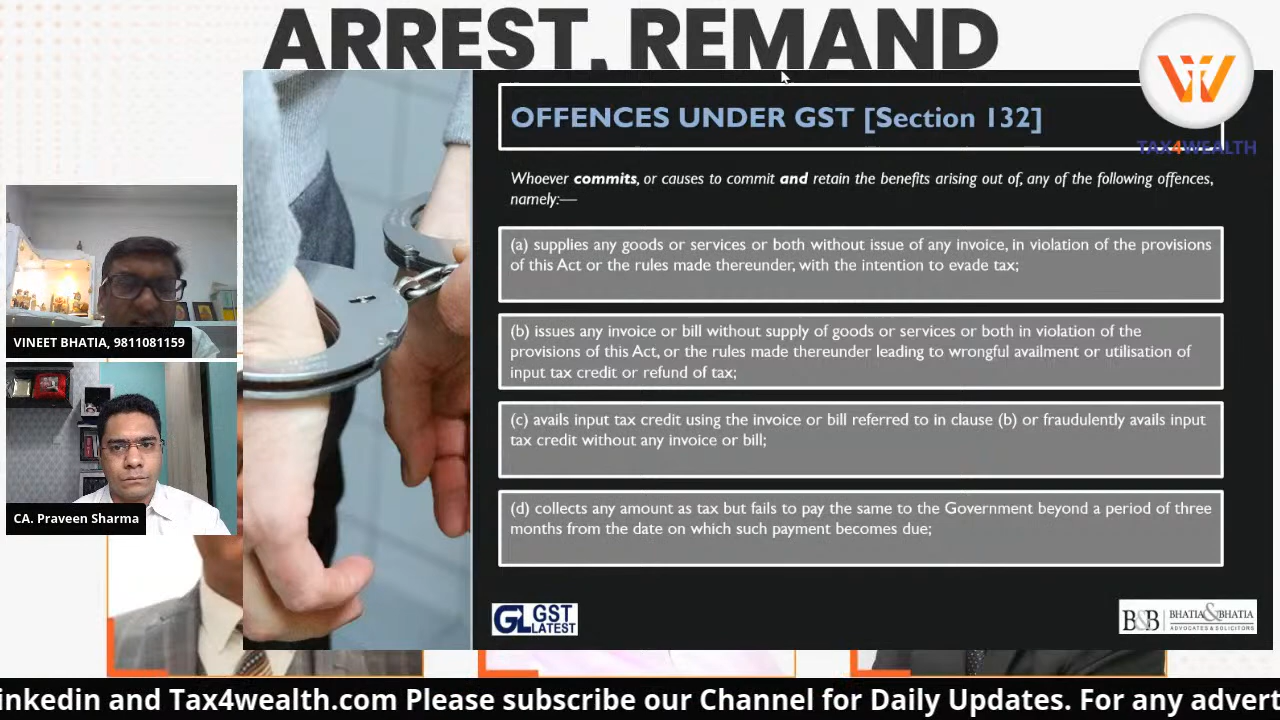 ARREST, REMAND
TAX4WEALTH
OFFENCES UNDER GST [Section 132]
Whoever commits, or causes to commit and retain the benefits arising out of, any of the following offences,
namely:—
(a) supplies any goods or services or both without issue of any invoice, in violation of the provisions
of this Act or the rules made thereunder, with the intention to evade tax;
(b) issues any invoice or bill without supply of goods or services or both in violation of the
provisions of this Act, or the rules made thereunder leading to wrongful availment or utilisation of
input tax credit or refund of tax;
(c) avails input tax credit using the invoice or bill referred to in clause (b) or fraudulently avails input
tax credit without any invoice or bill;
(d) collects any amount as tax but fails to pay the same to the Government beyond a period of three
months from the date on which such payment becomes due;
VINEET BHATIA, 9811081159
CA. Praveen Sharma
GL GST
LATEST
B&B BHATIA&BHATIA
ADVOCATES & SOLICITORS
inkedin and Tax4wealth.com Please subscribe our Channel for Daily Updates. For any advert